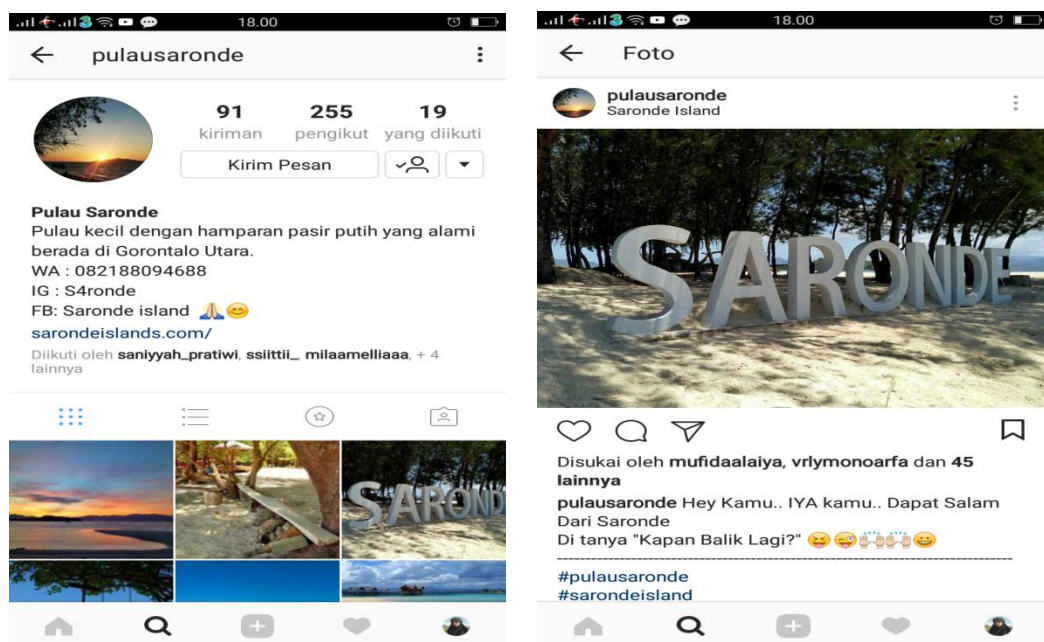 18.00
pulausaronde
91 255 19
kiriman pengikut yang diikuti
Kirim Pesan
Pulau Saronde
Pulau kecil dengan hamparan pasir putih yang alami
berada di Gorontalo Utara.
WA : 082188094688
IG : S4ronde
FB: Saronde island 🙏😊
sarondeislands.com/
Diikuti oleh saniyyah_pratiwi, ssiittii_, milaamelliaaa, + 4
lainnya
SARONDE
18.00
Foto
pulausaronde
Saronde Island
SARONDE
Disukai oleh mufidaalaiya, vrlymonoarfa dan 45
lainnya
pulausaronde Hey Kamu.. IYA kamu.. Dapat Salam
Dari Saronde
Di tanya "Kapan Balik Lagi?" 😝😜🙌🏻🙌🏻😀
#pulausaronde
#sarondeisland